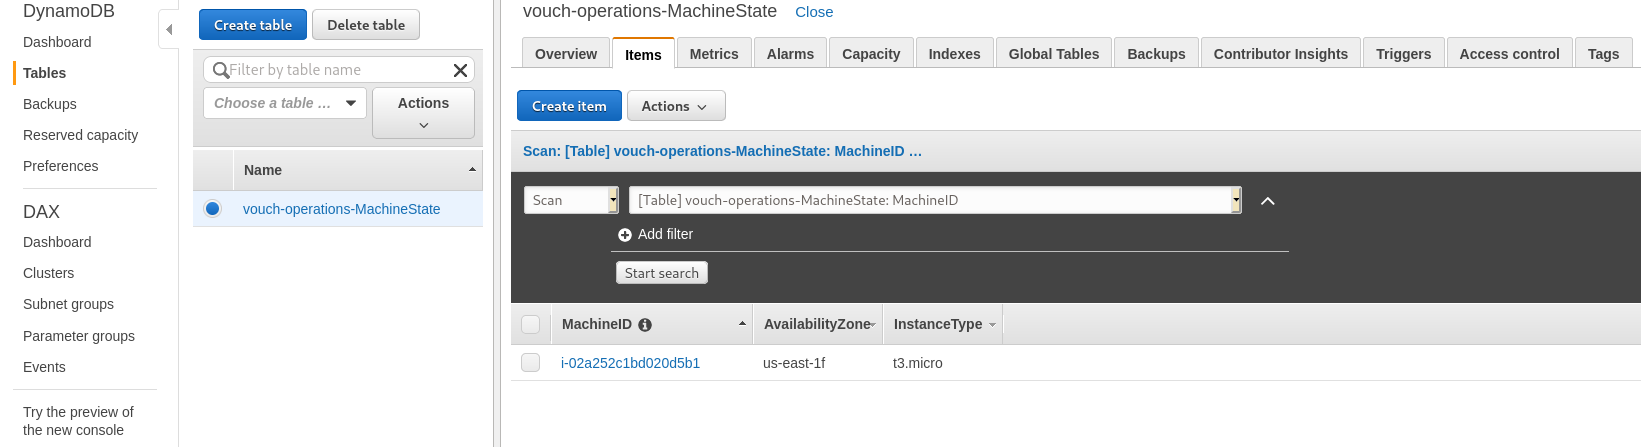 DynamoDB
Dashboard
Tables
Backups
Reserved capacity
Preferences
DAX
Dashboard
Clusters
Subnet groups
Parameter groups
Events
Try the preview of
the new console
Create table
Delete table
Filter by table name
Choose a table ...
Actions
Name
vouch-operations-MachineState
vouch-operations-MachineState Close
Overview Items Metrics Alarms Capacity Indexes Global Tables Backups Contributor Insights Triggers Access control Tags
Create item Actions
Scan: [Table] vouch-operations-MachineState: MachineID …
Scan [Table] vouch-operations-MachineState: MachineID
Add filter
Start search
MachineID AvailabilityZone InstanceType
i-02a252c1bd020d5b1 us-east-1f t3.micro